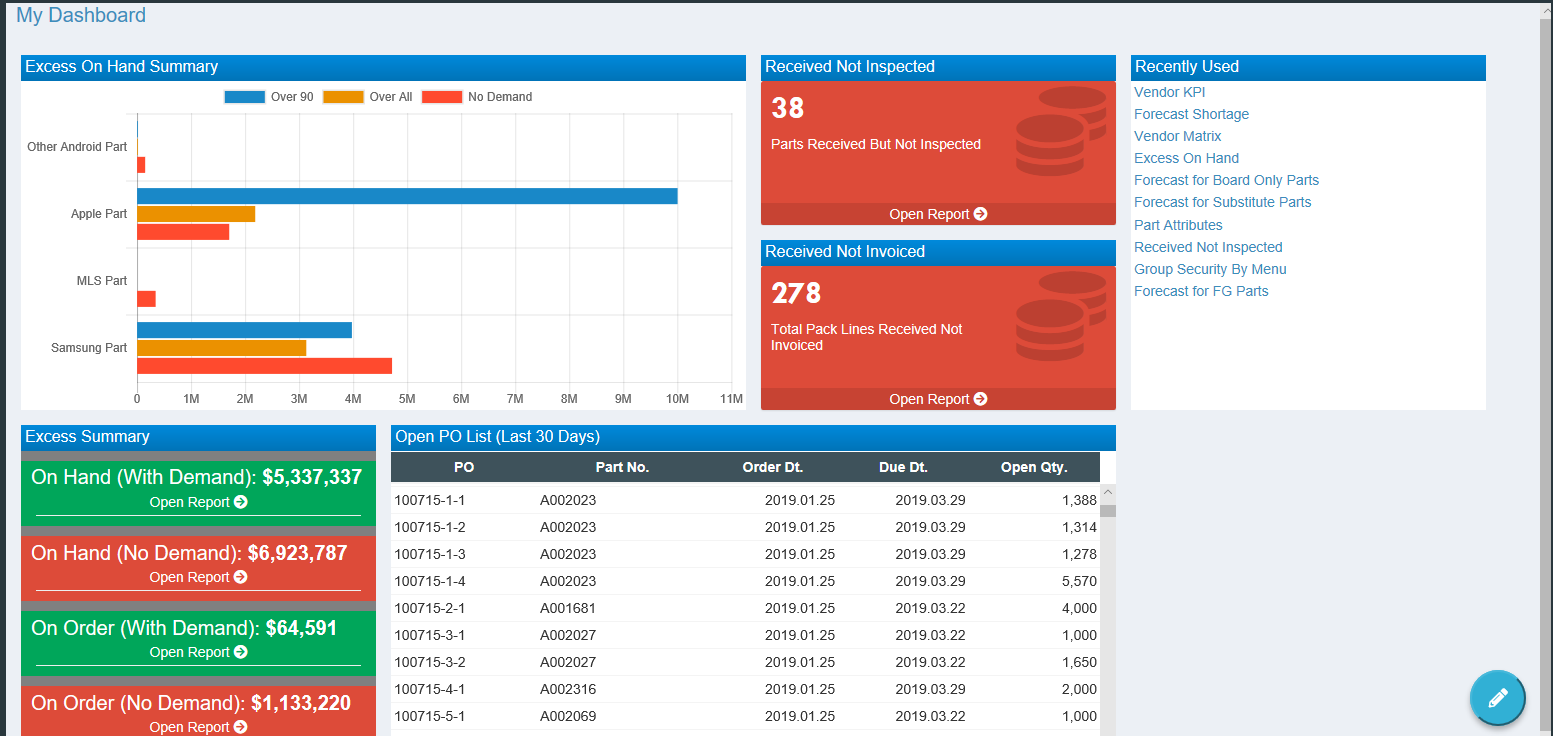 My Dashboard
Excess On Hand Summary
Over 90 Over All No Demand
Other Android Part
Apple Part
MLS Part
Samsung Part
0 1M 2M 3M 4M 5M 6M 7M 8M 9M 10M 11M
Received Not Inspected
38
Parts Received But Not Inspected
Open Report
Received Not Invoiced
278
Total Pack Lines Received Not
Invoiced
Open Report
Recently Used
Vendor KPI
Forecast Shortage
Vendor Matrix
Excess On Hand
Forecast for Board Only Parts
Forecast for Substitute Parts
Part Attributes
Received Not Inspected
Group Security By Menu
Forecast for FG Parts
Excess Summary
On Hand (With Demand): $5,337,337
Open Report
On Hand (No Demand): $6,923,787
Open Report
On Order (With Demand): $64,591
Open Report
On Order (No Demand): $1,133,220
Open Report
Open PO List (Last 30 Days)
PO Part No. Order Dt. Due Dt. Open Qty.
100715-1-1 A002023 2019.01.25 2019.03.29 1,388
100715-1-2 A002023 2019.01.25 2019.03.29 1,314
100715-1-3 A002023 2019.01.25 2019.03.29 1,278
100715-1-4 A002023 2019.01.25 2019.03.29 5,570
100715-2-1 A001681 2019.01.25 2019.03.22 4,000
100715-3-1 A002027 2019.01.25 2019.03.22 1,000
100715-3-2 A002027 2019.01.25 2019.03.22 1,650
100715-4-1 A002316 2019.01.25 2019.03.29 2,000
100715-5-1 A002069 2019.01.25 2019.03.22 1,000